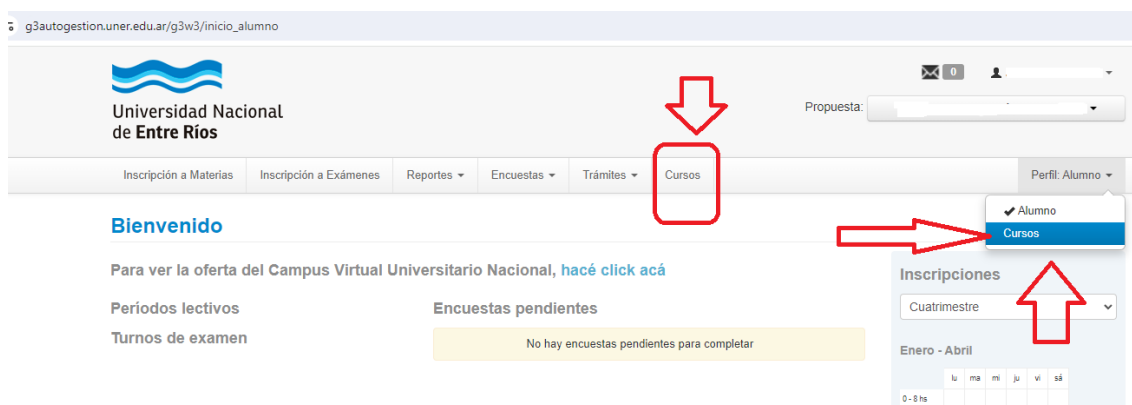 g3autogestion.uner.edu.ar/g3w3/inicio_alumno
0
Universidad Nacional
de Entre Ríos
Propuesta:
Inscripción a Materias Inscripción a Exámenes Reportes Encuestas Trámites Cursos Perfil: Alumno
Alumno
Cursos
Bienvenido
Para ver la oferta del Campus Virtual Universitario Nacional, hacé click acá
Períodos lectivos
Turnos de examen
Encuestas pendientes
No hay encuestas pendientes para completar
Inscripciones
Cuatrimestre
Enero - Abril
lu ma mi ju vi sá
0 - 8 hs